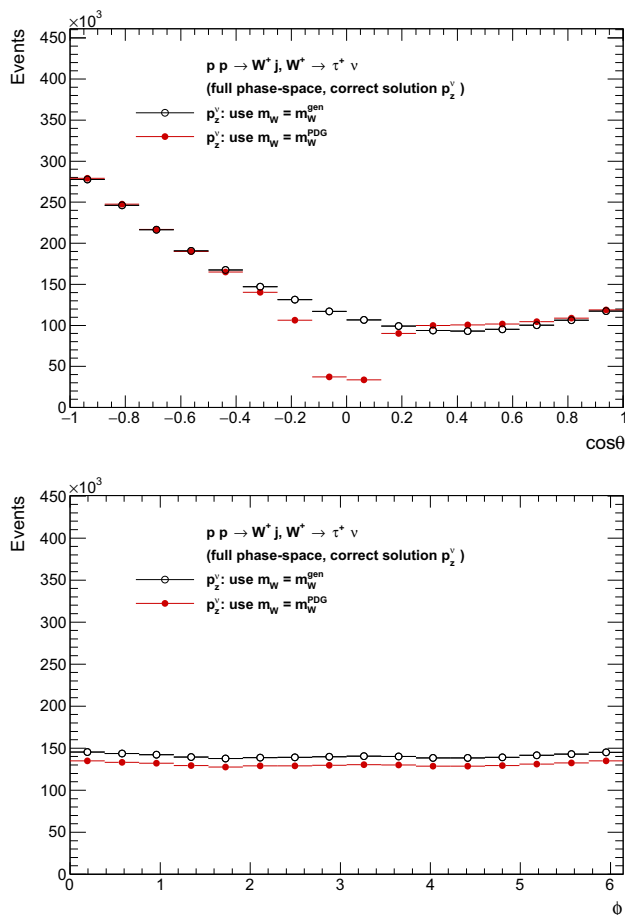 ×10³
Events
450
400
350
300
250
200
150
100
50
0
p p → W⁺ j, W⁺ → τ⁺ ν
(full phase-space, correct solution p_z^ν )
p_z^ν: use m_W = m_W^gen
p_z^ν: use m_W = m_W^PDG
−1 −0.8 −0.6 −0.4 −0.2 0 0.2 0.4 0.6 0.8 1
cosθ
×10³
Events
450
400
350
300
250
200
150
100
50
0
p p → W⁺ j, W⁺ → τ⁺ ν
(full phase-space, correct solution p_z^ν )
p_z^ν: use m_W = m_W^gen
p_z^ν: use m_W = m_W^PDG
0 1 2 3 4 5 6
ϕ